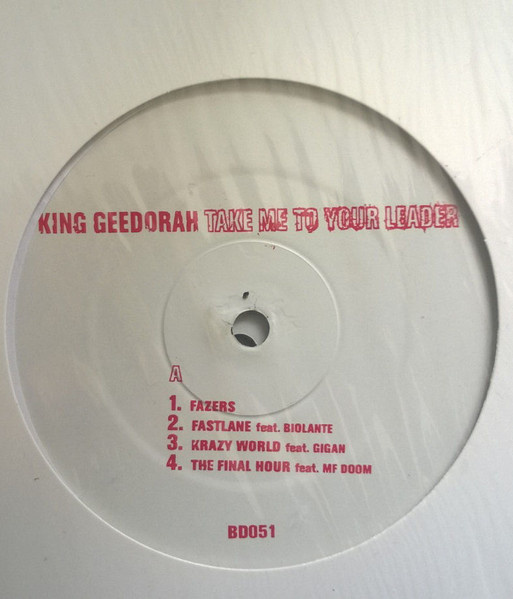 KING GEEDORAH TAKE ME TO YOUR LEADER
A
1. FAZERS
2. FASTLANE feat. BIOLANTE
3. KRAZY WORLD feat. GIGAN
4. THE FINAL HOUR feat. MF DOOM
BD051